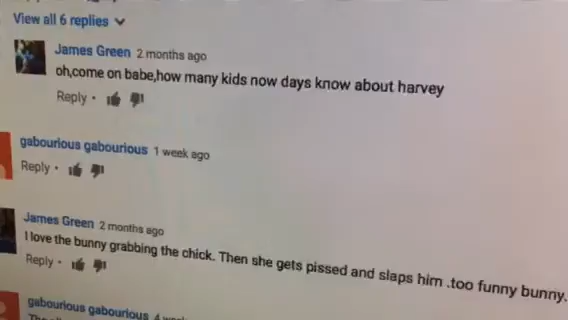 View all 6 replies
James Green 2 months ago
oh,come on babe,how many kids now days know about harvey
Reply •
gabourious gabourious 1 week ago
Reply •
James Green 2 months ago
I love the bunny grabbing the chick. Then she gets pissed and slaps him .too funny bunny.
Reply •
gabourious gabourious 4